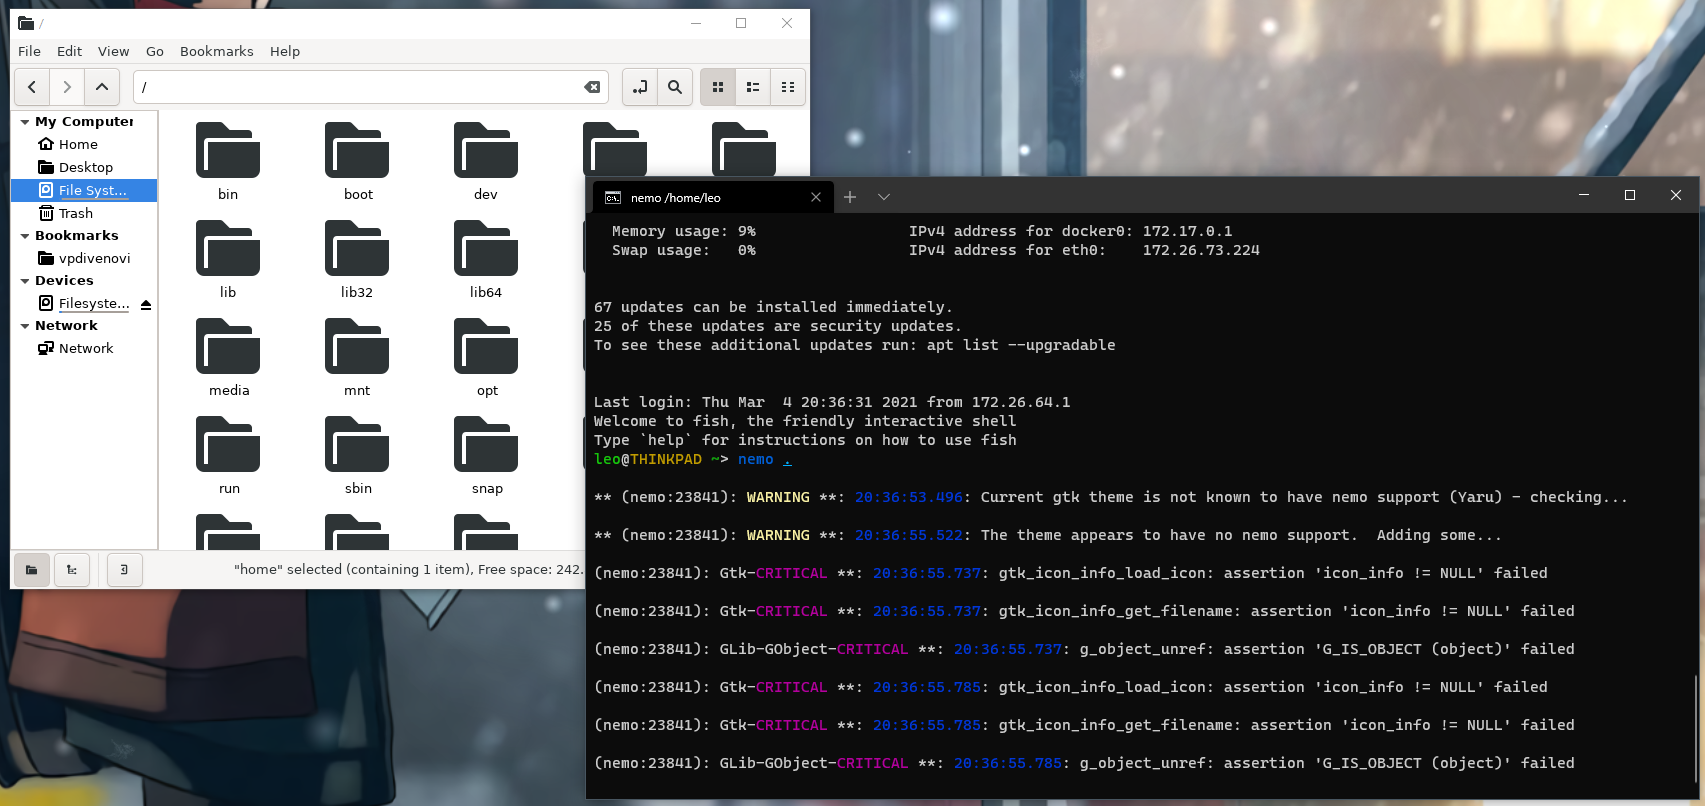 /
File Edit View Go Bookmarks Help
/
My Computer
Home
Desktop
File Syst...
Trash
Bookmarks
vpdivenovi
Devices
Filesyste...
Network
Network
bin boot dev
lib lib32 lib64
media mnt opt
run sbin snap
"home" selected (containing 1 item), Free space: 242.
nemo /home/leo
Memory usage: 9% IPv4 address for docker0: 172.17.0.1
Swap usage: 0% IPv4 address for eth0: 172.26.73.224
67 updates can be installed immediately.
25 of these updates are security updates.
To see these additional updates run: apt list --upgradable
Last login: Thu Mar 4 20:36:31 2021 from 172.26.64.1
Welcome to fish, the friendly interactive shell
Type `help` for instructions on how to use fish
leo@THINKPAD ~> nemo .
** (nemo:23841): WARNING **: 20:36:53.496: Current gtk theme is not known to have nemo support (Yaru) - checking...
** (nemo:23841): WARNING **: 20:36:55.522: The theme appears to have no nemo support. Adding some...
(nemo:23841): Gtk-CRITICAL **: 20:36:55.737: gtk_icon_info_load_icon: assertion 'icon_info != NULL' failed
(nemo:23841): Gtk-CRITICAL **: 20:36:55.737: gtk_icon_info_get_filename: assertion 'icon_info != NULL' failed
(nemo:23841): GLib-GObject-CRITICAL **: 20:36:55.737: g_object_unref: assertion 'G_IS_OBJECT (object)' failed
(nemo:23841): Gtk-CRITICAL **: 20:36:55.785: gtk_icon_info_load_icon: assertion 'icon_info != NULL' failed
(nemo:23841): Gtk-CRITICAL **: 20:36:55.785: gtk_icon_info_get_filename: assertion 'icon_info != NULL' failed
(nemo:23841): GLib-GObject-CRITICAL **: 20:36:55.785: g_object_unref: assertion 'G_IS_OBJECT (object)' failed